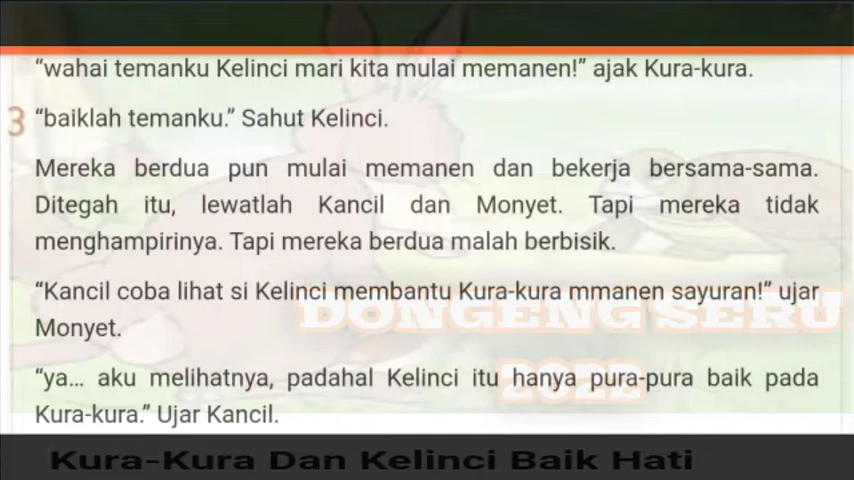 “wahai temanku Kelinci mari kita mulai memanen!” ajak Kura-kura.
3
“baiklah temanku.” Sahut Kelinci.
Mereka berdua pun mulai memanen dan bekerja bersama-sama.
Ditegah itu, lewatlah Kancil dan Monyet. Tapi mereka tidak
menghampirinya. Tapi mereka berdua malah berbisik.
“Kancil coba lihat si Kelinci membantu Kura-kura mmanen sayuran!” ujar
Monyet.
DONGENG SERU
2022
“ya… aku melihatnya, padahal Kelinci itu hanya pura-pura baik pada
Kura-kura.” Ujar Kancil.
Kura-Kura Dan Kelinci Baik Hati